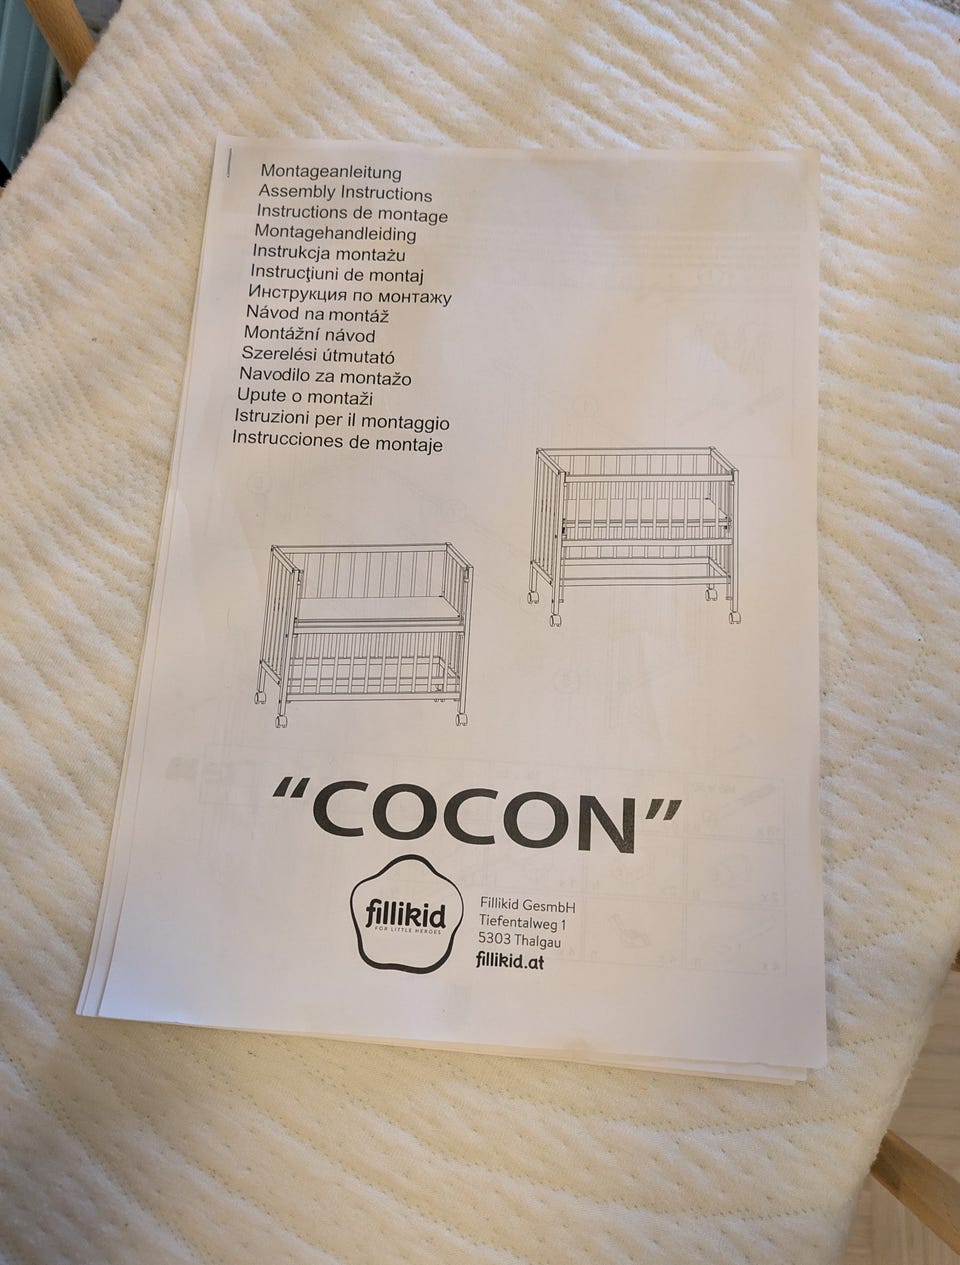 Montageanleitung
Assembly Instructions
Instructions de montage
Montagehandleiding
Instrukcja montażu
Instrucţiuni de montaj
Инструкция по монтажу
Návod na montáž
Montážní návod
Szerelési útmutató
Navodilo za montažo
Upute o montaži
Istruzioni per il montaggio
Instrucciones de montaje
“COCON”
fillikid
FOR LITTLE HEROES
Fillikid GesmbH
Tiefentalweg 1
5303 Thalgau
fillikid.at